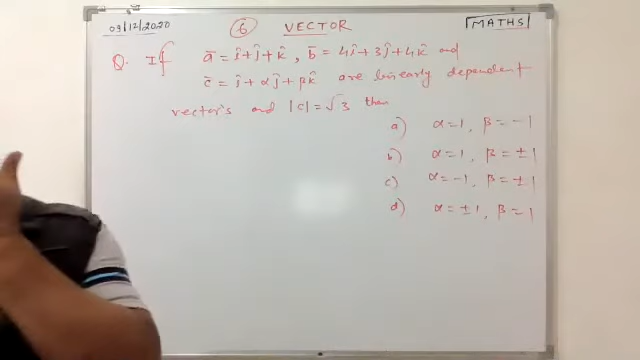 03/12/2020 6 VECTOR MATHS
Q. If a̅ = î+ĵ+k̂, b̅ = 4î+3ĵ+4k̂ and
c̅ = î+αĵ+βk̂ are linearly dependent
vector's and |c| = √3 then
a) α=1, β=-1
b) α=1, β=±1
c) α=-1, β=±1
d) α=±1, β=1